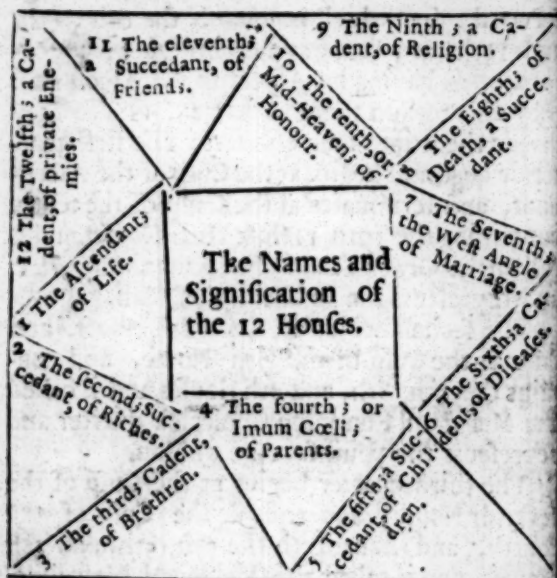 The Names and
Signification of
the 12 Houſes.
1 The Aſcendant;
of Life.
2 The ſecond; Suc-
cedant, of Riches.
3 The third; Cadent,
of Brethren.
4 The fourth; or
Imum Cœli;
of Parents.
5 The fifth; a Suc-
cedant, of Chil-
dren.
6 The Sixth; a Ca-
dent, of Diſeaſes.
The Seventh;
the Weſt Angle
of Marriage.
8 The Eighth; of
Death, a Succe-
dant.
9 The Ninth; a Ca-
dent, of Religion.
10 The tenth, or
Mid-Heaven; of
Honour.
11 The eleventh;
a Succedant, of
Friends.
12 The Twelfth; a Ca-
dent, of private Ene-
mies.